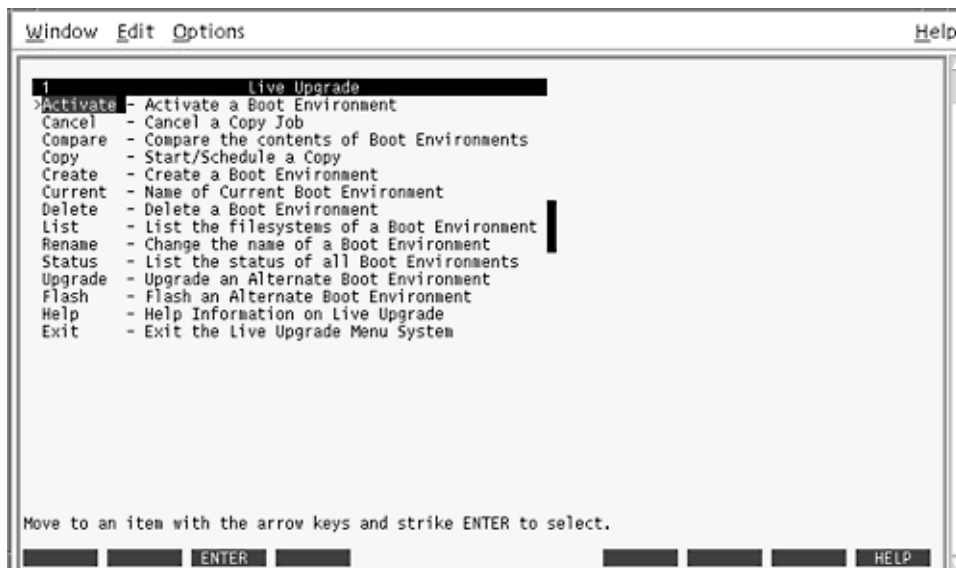 Window Edit Options Help
1 Live Upgrade
>Activate - Activate a Boot Environment
Cancel - Cancel a Copy Job
Compare - Compare the contents of Boot Environments
Copy - Start/Schedule a Copy
Create - Create a Boot Environment
Current - Name of Current Boot Environment
Delete - Delete a Boot Environment
List - List the filesystems of a Boot Environment
Rename - Change the name of a Boot Environment
Status - List the status of all Boot Environments
Upgrade - Upgrade an Alternate Boot Environment
Flash - Flash an Alternate Boot Environment
Help - Help Information on Live Upgrade
Exit - Exit the Live Upgrade Menu System
Move to an item with the arrow keys and strike ENTER to select.
ENTER HELP